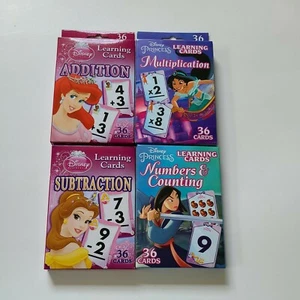 36
36
Disney
Learning
Cards
ADDITION
4
+3
1
+3
36
CARDS
Disney
PRINCESS
LEARNING
CARDS
Multiplication
1
x2
3
x8
36
CARDS
Disney
Learning
Cards
SUBTRACTION
7
-3
9
-2
36
CARDS
Disney
PRINCESS
LEARNING
CARDS
Numbers &
Counting
9
36
CARDS